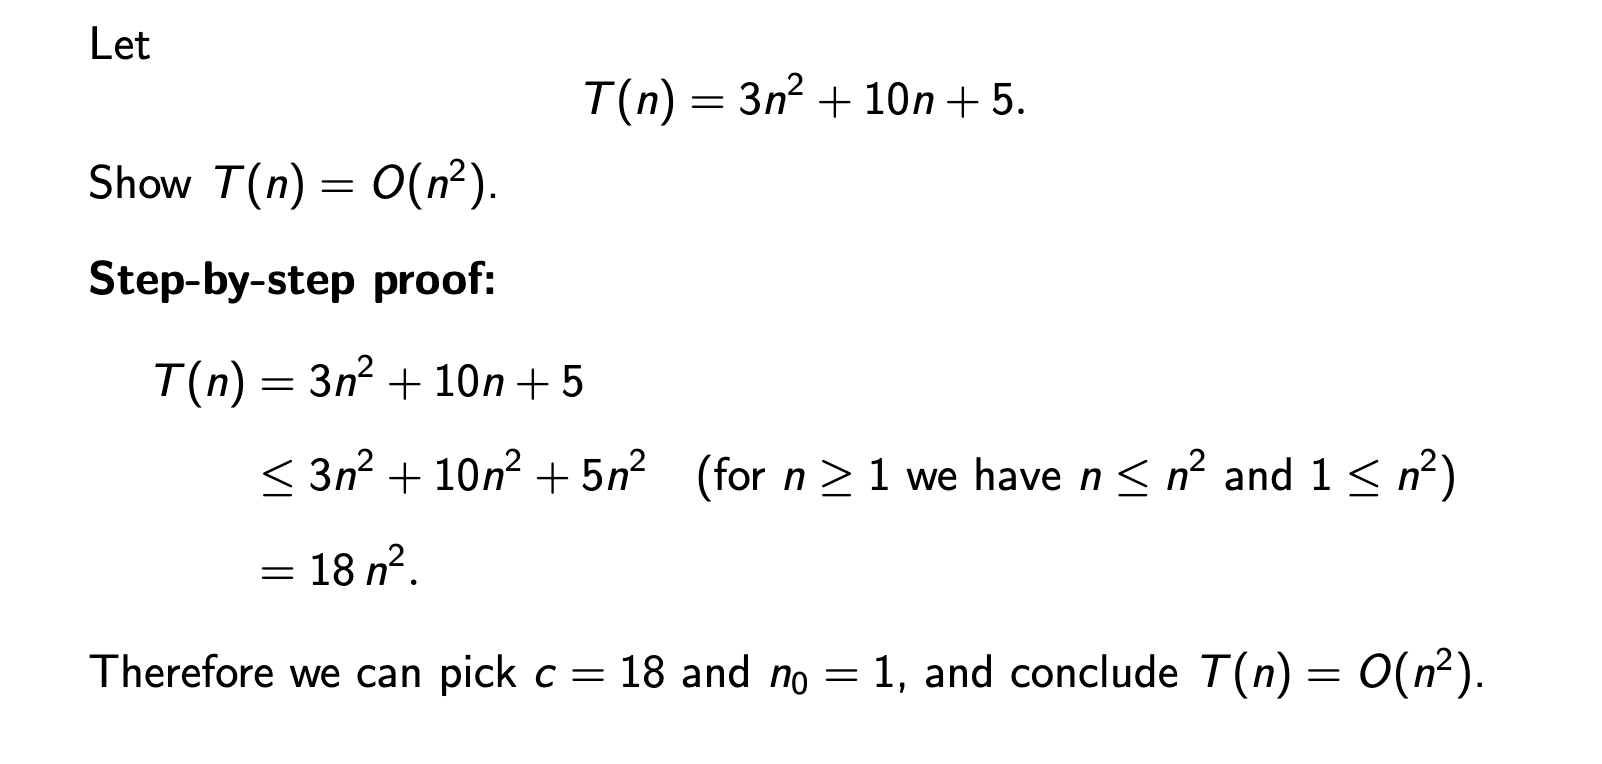 Let
T(n) = 3n² + 10n + 5.
Show T(n) = O(n²).
Step-by-step proof:
T(n) = 3n² + 10n + 5
≤ 3n² + 10n² + 5n² (for n ≥ 1 we have n ≤ n² and 1 ≤ n²)
= 18 n².
Therefore we can pick c = 18 and n₀ = 1, and conclude T(n) = O(n²).